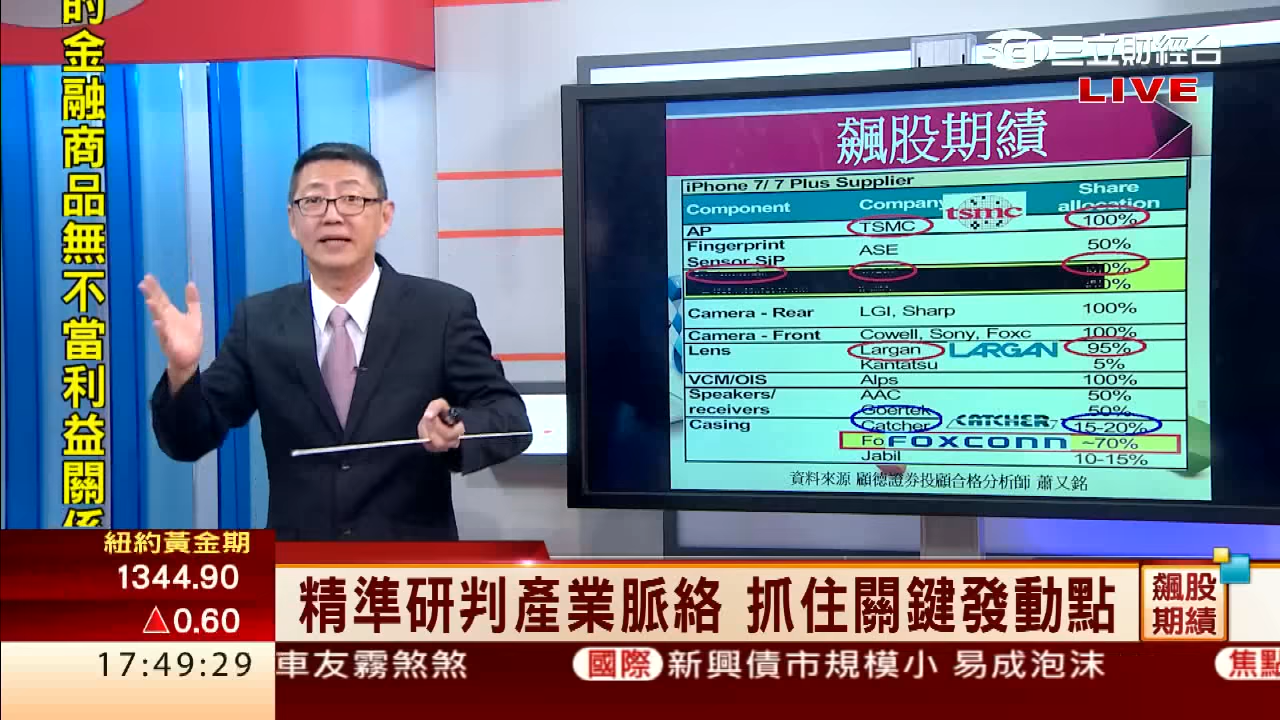 的金融商品無不當利益關係
三立財經台
LIVE
飆股期績
iPhone 7/ 7 Plus Supplier
Component Company Share allocation
tsmc
AP TSMC 100%
Fingerprint Sensor SiP ASE 50%
Camera - Rear LGI, Sharp 100%
Camera - Front Cowell, Sony, Foxc 100%
Lens Largan LARGAN 95%
Kantatsu 5%
VCM/OIS Alps 100%
Speakers/ receivers AAC 50%
Goertek 50%
Casing Catcher CATCHER 15-20%
Fo FOXCONN ~70%
Jabil 10-15%
資料來源 顧德證券投顧合格分析師 蕭又銘
紐約黃金期
1344.90
△0.60
精準研判產業脈絡 抓住關鍵發動點
飆股
期績
17:49:29
車友霧煞煞 國際 新興債市規模小 易成泡沫 焦點